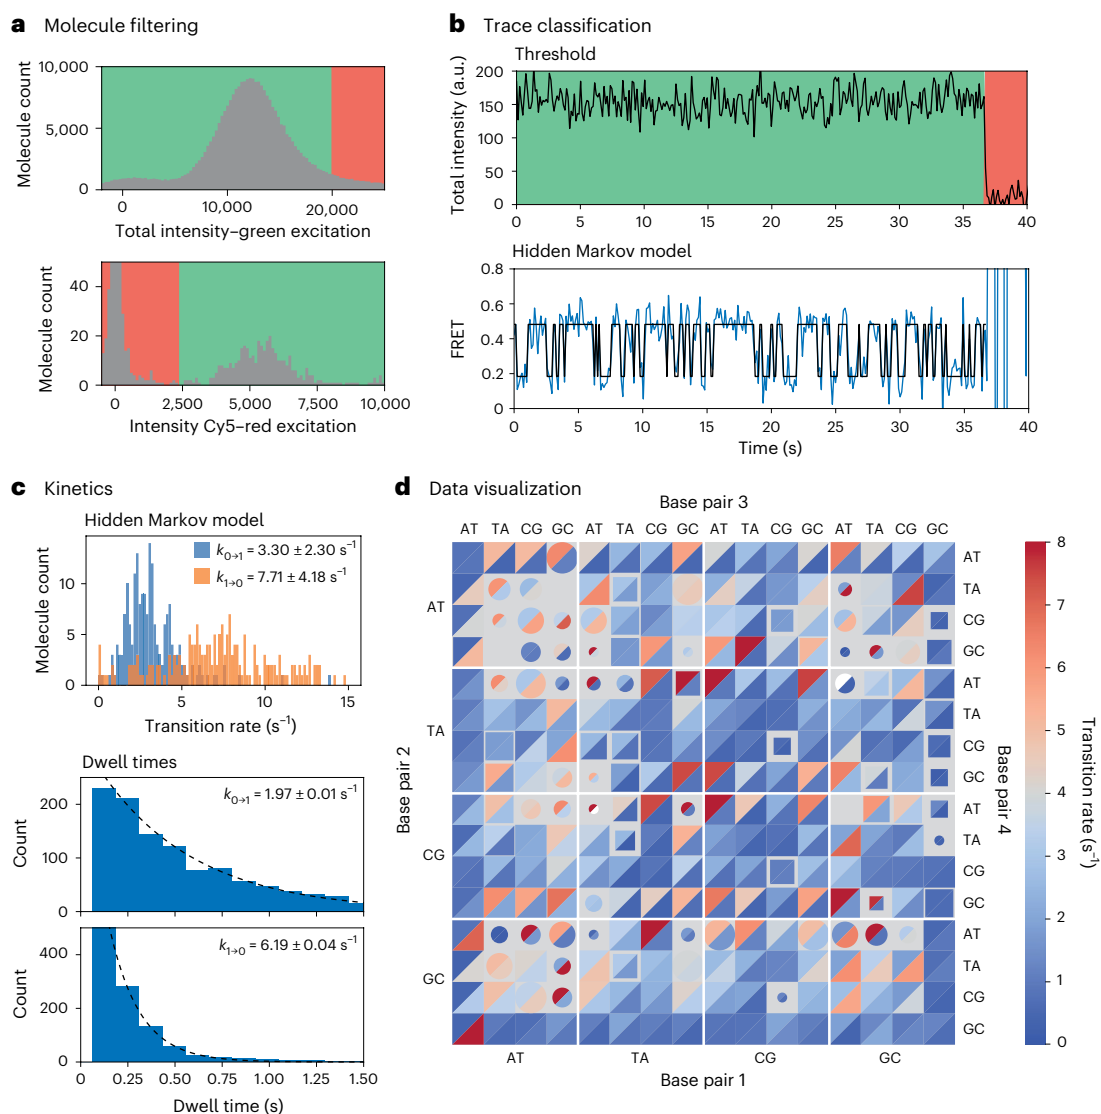 a Molecule filtering
10,000
5,000
0
Molecule count
0 10,000 20,000
Total intensity–green excitation
40
20
0
Molecule count
0 2,500 5,000 7,500 10,000
Intensity Cy5–red excitation
b Trace classification
Threshold
200
150
100
50
0
Total intensity (a.u.)
0 5 10 15 20 25 30 35 40
Hidden Markov model
0.8
0.6
0.4
0.2
0
FRET
0 5 10 15 20 25 30 35 40
Time (s)
c Kinetics
Hidden Markov model
k0→1 = 3.30 ± 2.30 s−1
k1→0 = 7.71 ± 4.18 s−1
10
5
0
Molecule count
0 5 10 15
Transition rate (s−1)
Dwell times
k0→1 = 1.97 ± 0.01 s−1
200
100
0
Count
k1→0 = 6.19 ± 0.04 s−1
400
200
0
Count
0 0.25 0.50 0.75 1.00 1.25 1.50
Dwell time (s)
d Data visualization
Base pair 3
AT TA CG GC AT TA CG GC AT TA CG GC AT TA CG GC
Base pair 2
AT
TA
CG
GC
AT
TA
CG
GC
AT
TA
CG
GC
AT
TA
CG
GC
AT
TA
CG
GC
Base pair 4
AT TA CG GC
Base pair 1
8
7
6
5
4
3
2
1
0
Transition rate (s−1)